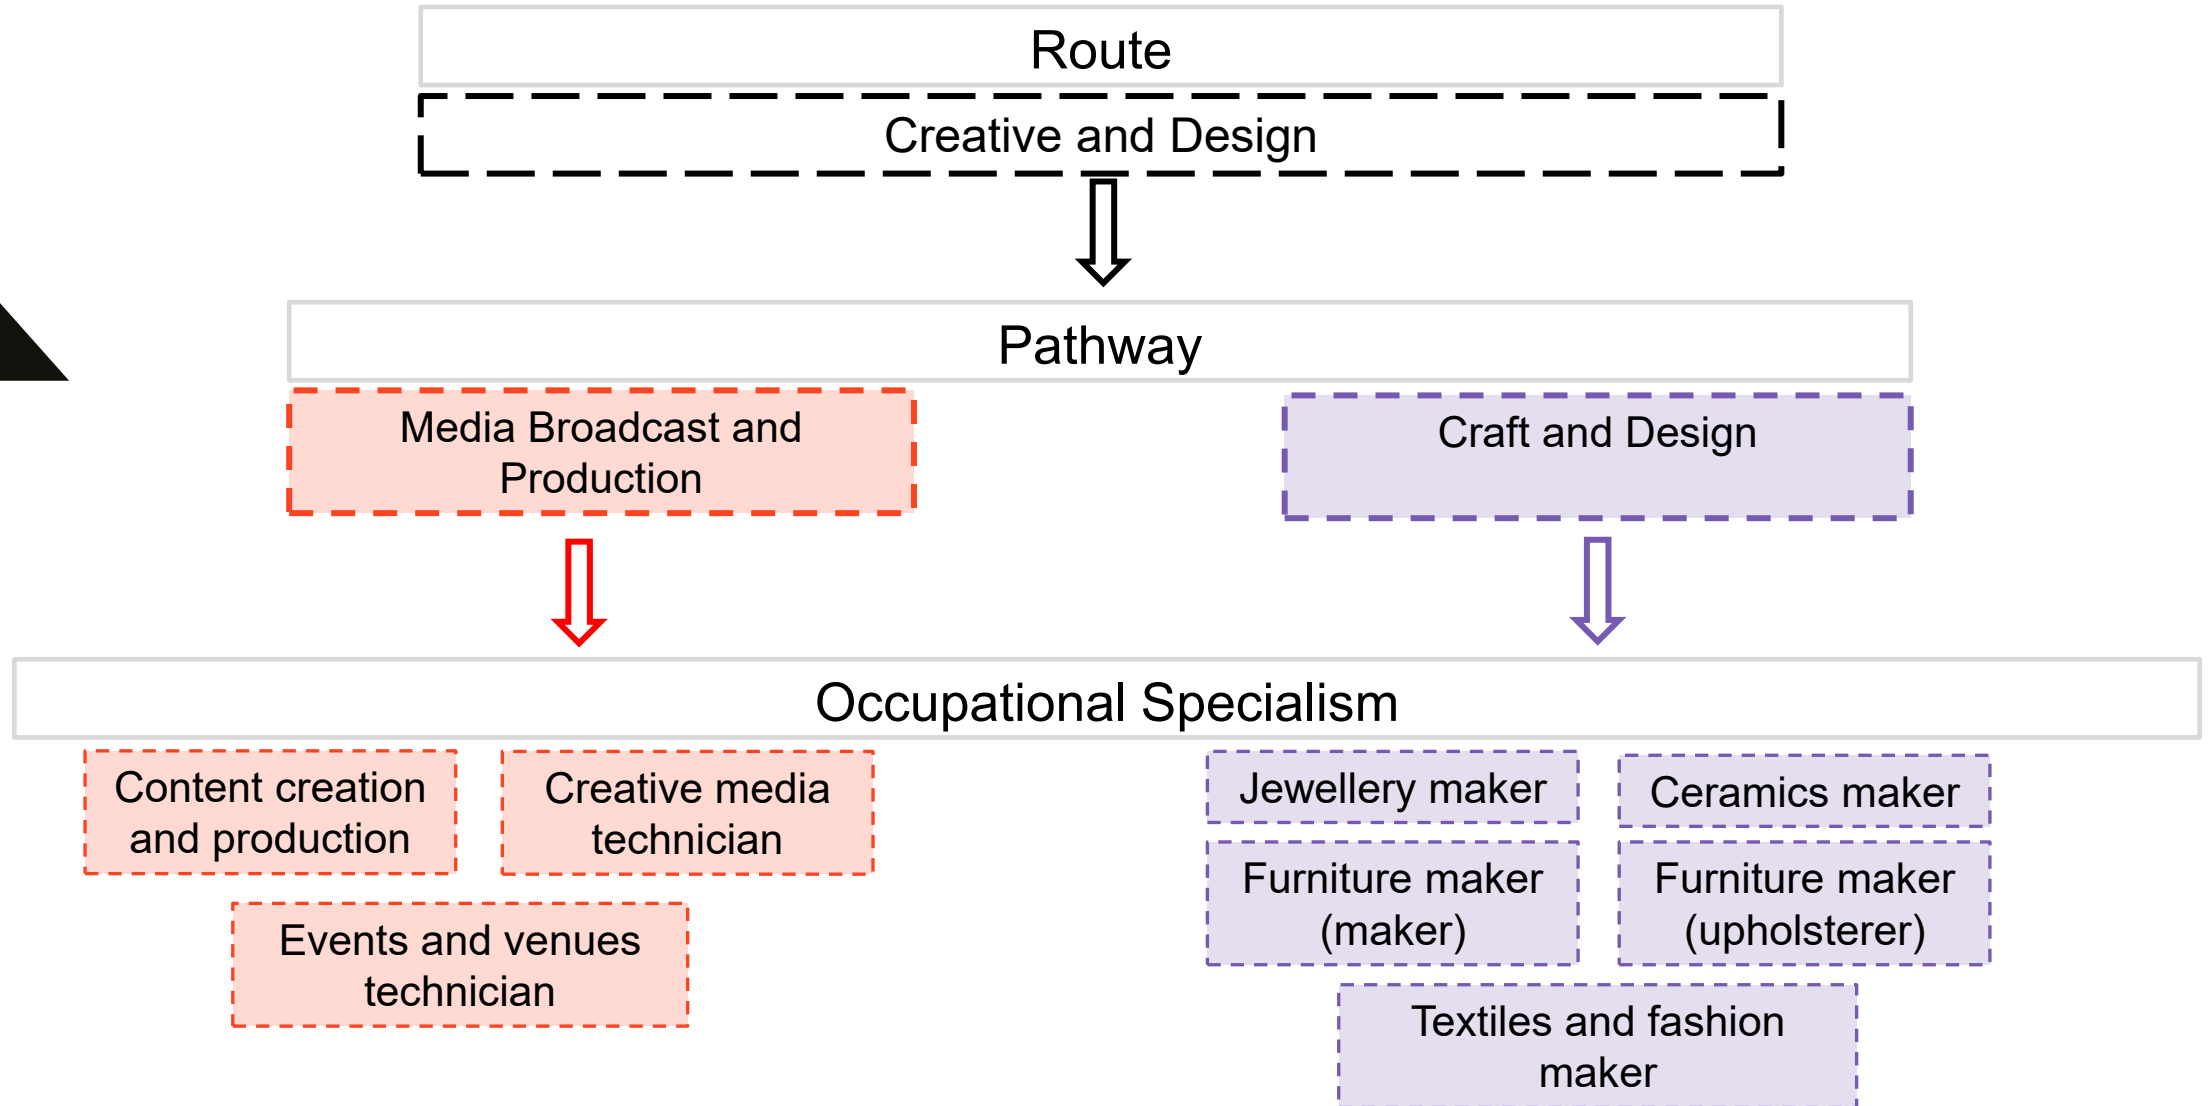 Route
Creative and Design
Pathway
Media Broadcast and
Production
Craft and Design
Occupational Specialism
Content creation
and production
Creative media
technician
Events and venues
technician
Jewellery maker
Ceramics maker
Furniture maker
(maker)
Furniture maker
(upholsterer)
Textiles and fashion
maker